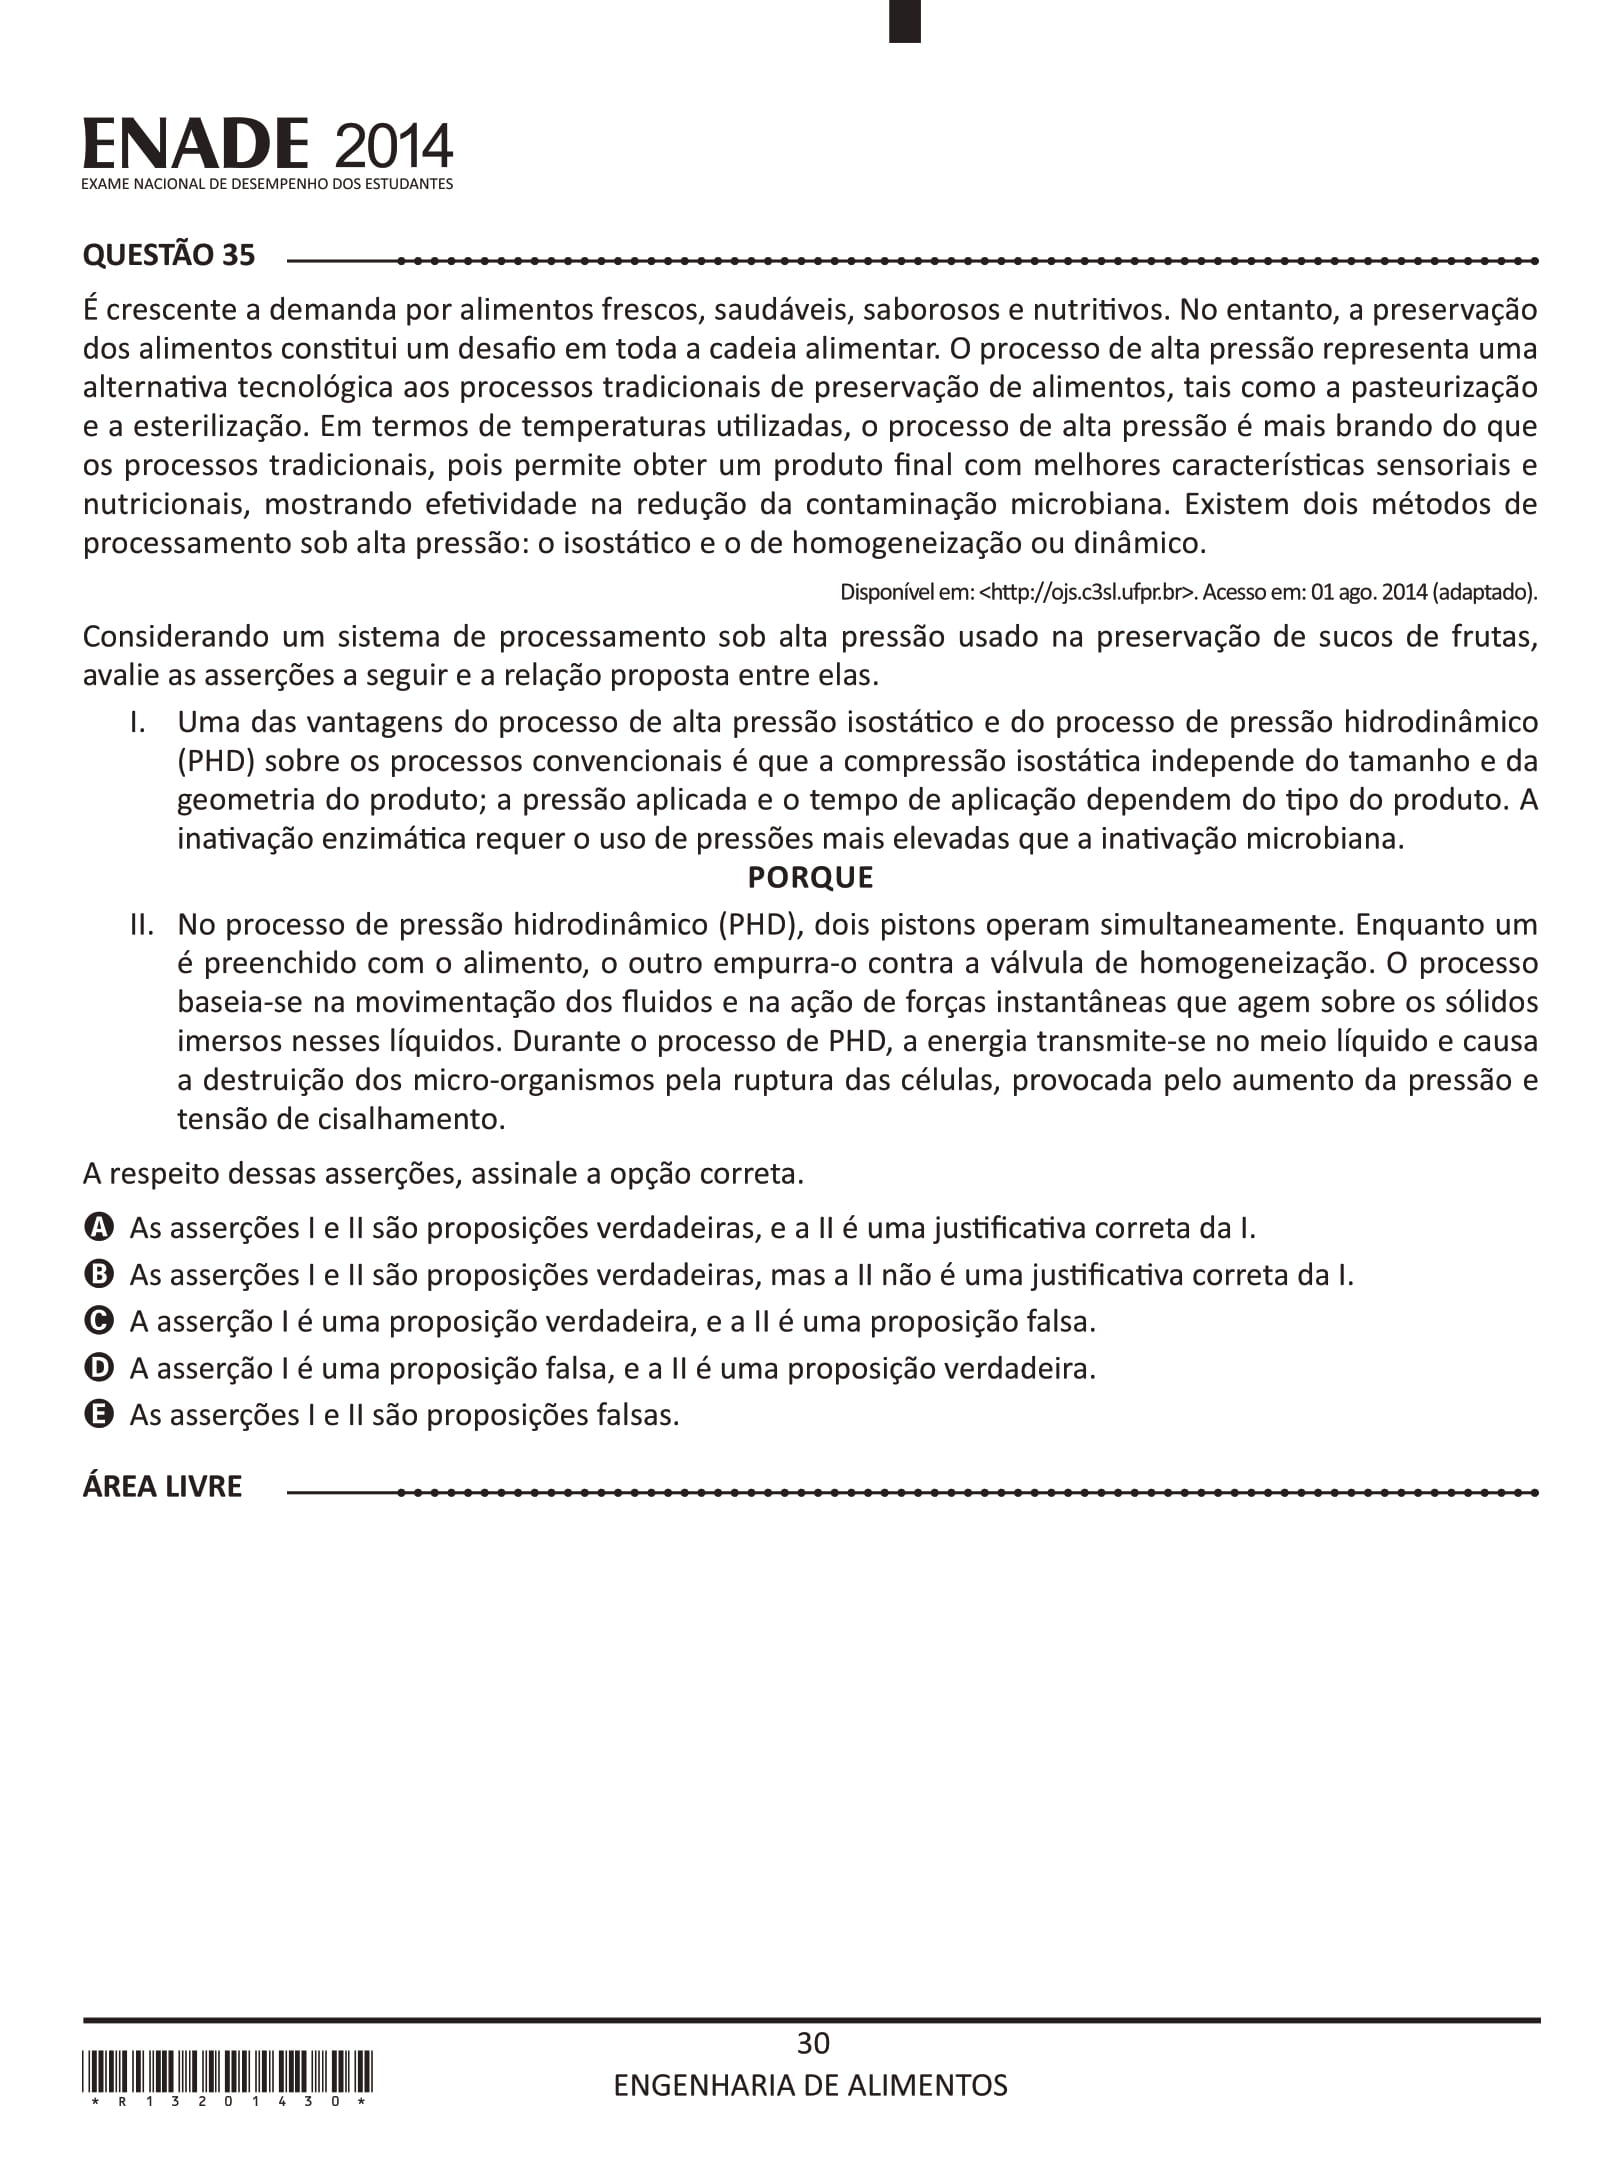 ENADE 2014
EXAME NACIONAL DE DESEMPENHO DOS ESTUDANTES
QUESTÃO 35
É crescente a demanda por alimentos frescos, saudáveis, saborosos e nutritivos. No entanto, a preservação
dos alimentos constitui um desafio em toda a cadeia alimentar. O processo de alta pressão representa uma
alternativa tecnológica aos processos tradicionais de preservação de alimentos, tais como a pasteurização
e a esterilização. Em termos de temperaturas utilizadas, o processo de alta pressão é mais brando do que
os processos tradicionais, pois permite obter um produto final com melhores características sensoriais e
nutricionais, mostrando efetividade na redução da contaminação microbiana. Existem dois métodos de
processamento sob alta pressão: o isostático e o de homogeneização ou dinâmico.
Disponível em: <http://ojs.c3sl.ufpr.br>. Acesso em: 01 ago. 2014 (adaptado).
Considerando um sistema de processamento sob alta pressão usado na preservação de sucos de frutas,
avalie as asserções a seguir e a relação proposta entre elas.
I. Uma das vantagens do processo de alta pressão isostático e do processo de pressão hidrodinâmico
(PHD) sobre os processos convencionais é que a compressão isostática independe do tamanho e da
geometria do produto; a pressão aplicada e o tempo de aplicação dependem do tipo do produto. A
inativação enzimática requer o uso de pressões mais elevadas que a inativação microbiana.
PORQUE
II. No processo de pressão hidrodinâmico (PHD), dois pistons operam simultaneamente. Enquanto um
é preenchido com o alimento, o outro empurra-o contra a válvula de homogeneização. O processo
baseia-se na movimentação dos fluidos e na ação de forças instantâneas que agem sobre os sólidos
imersos nesses líquidos. Durante o processo de PHD, a energia transmite-se no meio líquido e causa
a destruição dos micro-organismos pela ruptura das células, provocada pelo aumento da pressão e
tensão de cisalhamento.
A respeito dessas asserções, assinale a opção correta.
A As asserções I e II são proposições verdadeiras, e a II é uma justificativa correta da I.
B As asserções I e II são proposições verdadeiras, mas a II não é uma justificativa correta da I.
C A asserção I é uma proposição verdadeira, e a II é uma proposição falsa.
D A asserção I é uma proposição falsa, e a II é uma proposição verdadeira.
E As asserções I e II são proposições falsas.
ÁREA LIVRE
30
ENGENHARIA DE ALIMENTOS
* R 1 3 2 0 1 4 3 0 *